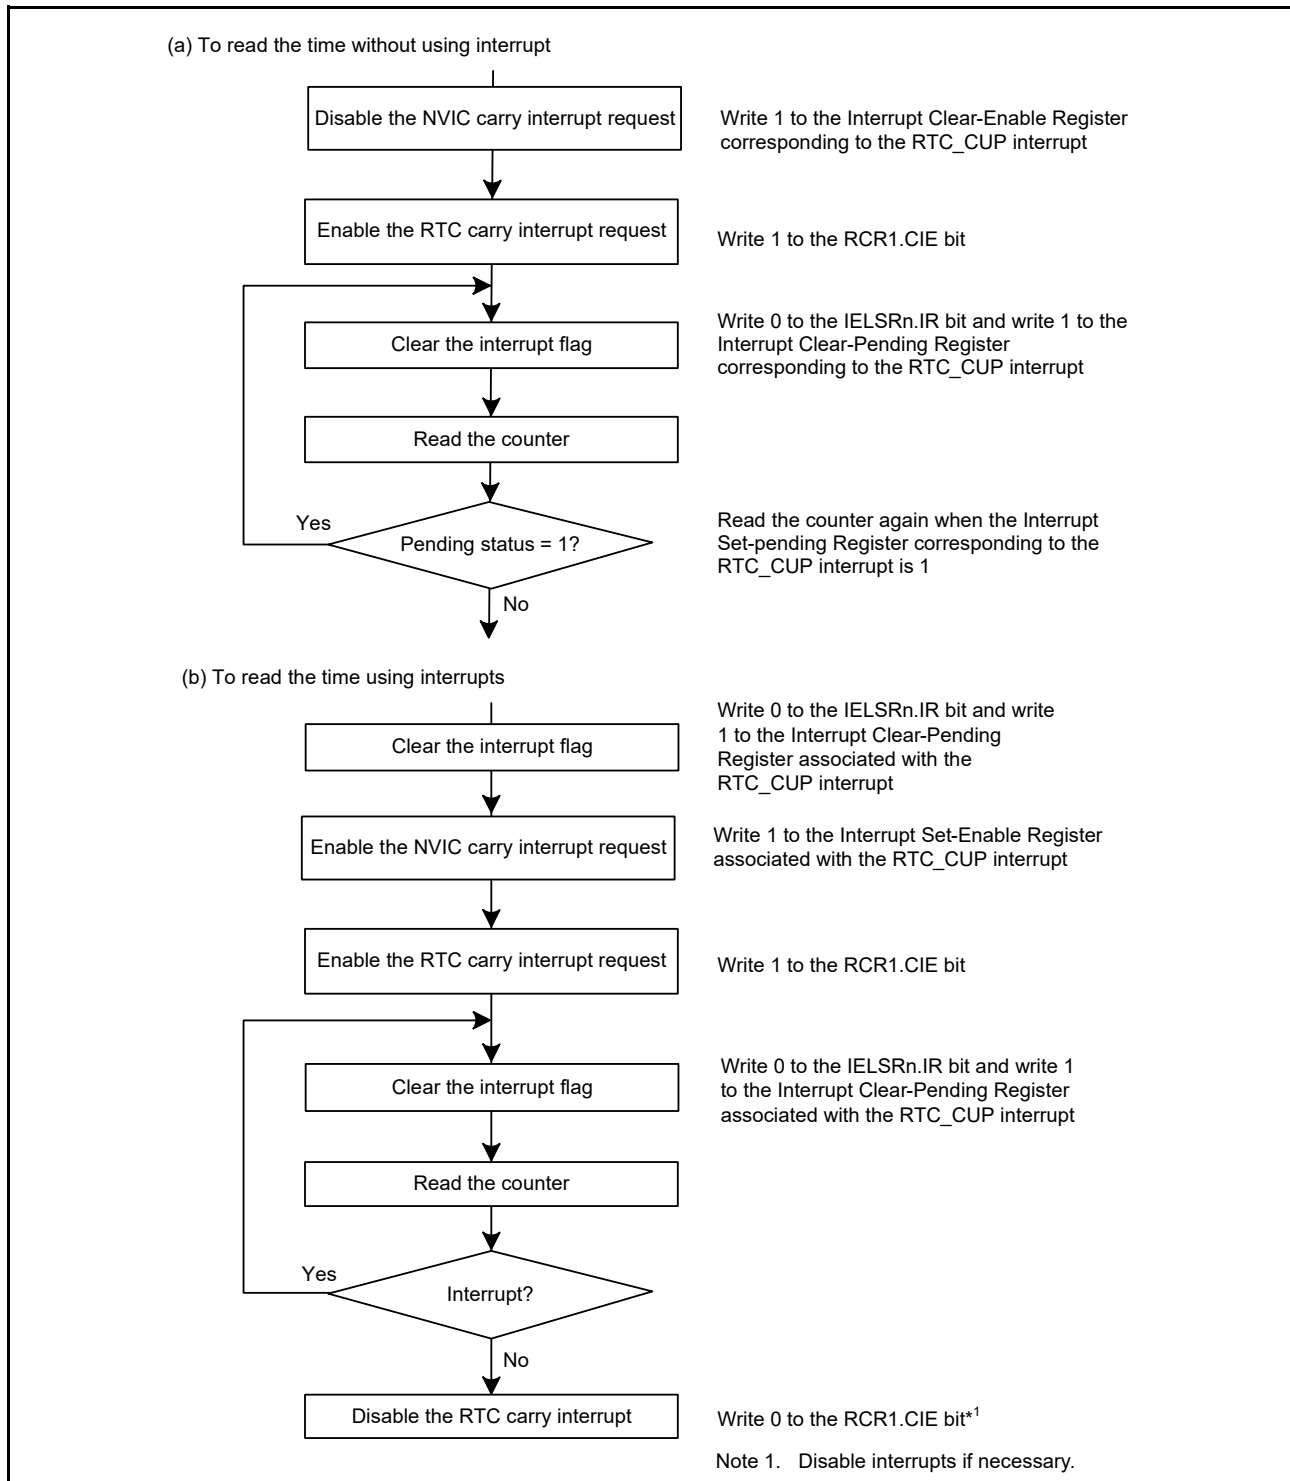 (a) To read the time without using interrupt
Disable the NVIC carry interrupt request
Write 1 to the Interrupt Clear-Enable Register
corresponding to the RTC_CUP interrupt
Enable the RTC carry interrupt request
Write 1 to the RCR1.CIE bit
Clear the interrupt flag
Write 0 to the IELSRn.IR bit and write 1 to the
Interrupt Clear-Pending Register
corresponding to the RTC_CUP interrupt
Read the counter
Yes
Pending status = 1?
Read the counter again when the Interrupt
Set-pending Register corresponding to the
RTC_CUP interrupt is 1
No
(b) To read the time using interrupts
Clear the interrupt flag
Write 0 to the IELSRn.IR bit and write
1 to the Interrupt Clear-Pending
Register associated with the
RTC_CUP interrupt
Enable the NVIC carry interrupt request
Write 1 to the Interrupt Set-Enable Register
associated with the RTC_CUP interrupt
Enable the RTC carry interrupt request
Write 1 to the RCR1.CIE bit
Clear the interrupt flag
Write 0 to the IELSRn.IR bit and write 1
to the Interrupt Clear-Pending Register
associated with the RTC_CUP interrupt
Read the counter
Yes
Interrupt?
No
Disable the RTC carry interrupt
Write 0 to the RCR1.CIE bit*1
Note 1. Disable interrupts if necessary.